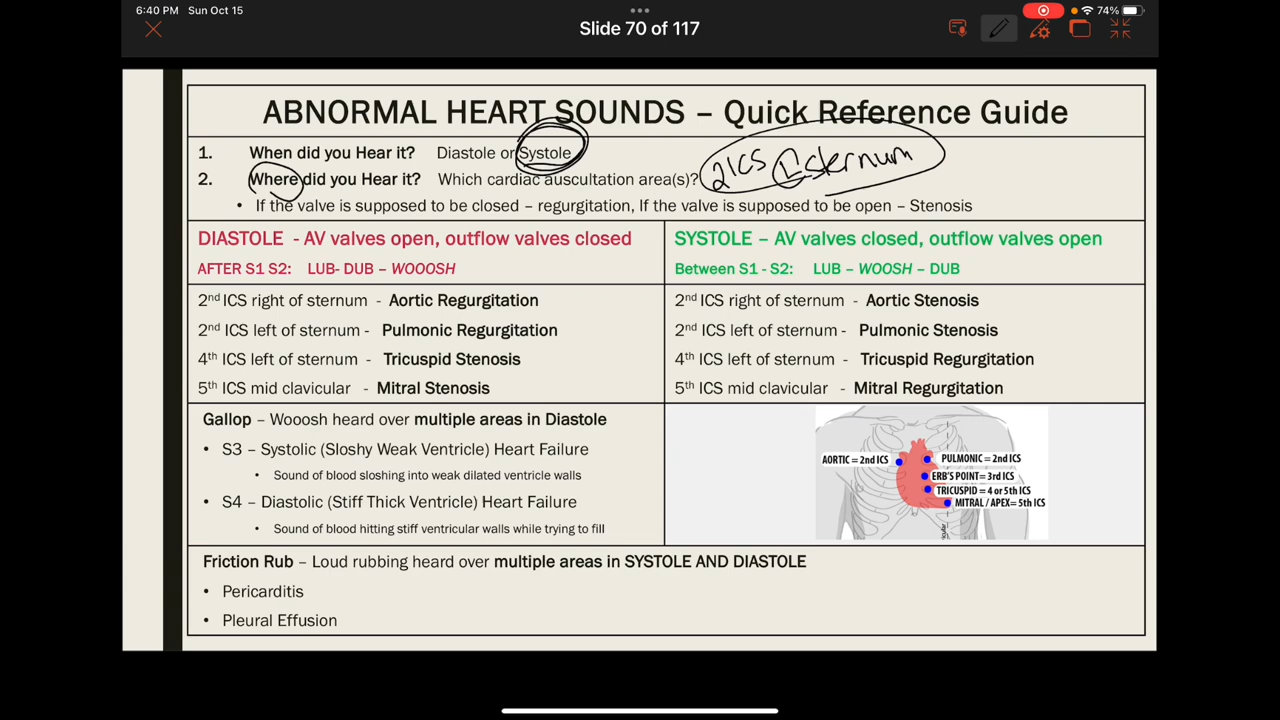 6:40 PM Sun Oct 15
74%
Slide 70 of 117
ABNORMAL HEART SOUNDS – Quick Reference Guide
1. When did you Hear it? Diastole or Systole
2. Where did you Hear it? Which cardiac auscultation area(s)?
2ICS L sternum
• If the valve is supposed to be closed – regurgitation, If the valve is supposed to be open – Stenosis
DIASTOLE - AV valves open, outflow valves closed
AFTER S1 S2: LUB- DUB – WOOOSH
2nd ICS right of sternum - Aortic Regurgitation
2nd ICS left of sternum - Pulmonic Regurgitation
4th ICS left of sternum - Tricuspid Stenosis
5th ICS mid clavicular - Mitral Stenosis
SYSTOLE – AV valves closed, outflow valves open
Between S1 - S2: LUB – WOOSH – DUB
2nd ICS right of sternum - Aortic Stenosis
2nd ICS left of sternum - Pulmonic Stenosis
4th ICS left of sternum - Tricuspid Regurgitation
5th ICS mid clavicular - Mitral Regurgitation
Gallop – Wooosh heard over multiple areas in Diastole
• S3 – Systolic (Sloshy Weak Ventricle) Heart Failure
• Sound of blood sloshing into weak dilated ventricle walls
• S4 – Diastolic (Stiff Thick Ventricle) Heart Failure
• Sound of blood hitting stiff ventricular walls while trying to fill
AORTIC = 2nd ICS
PULMONIC = 2nd ICS
ERB'S POINT= 3rd ICS
TRICUSPID = 4 or 5th ICS
MITRAL / APEX= 5th ICS
Friction Rub – Loud rubbing heard over multiple areas in SYSTOLE AND DIASTOLE
• Pericarditis
• Pleural Effusion